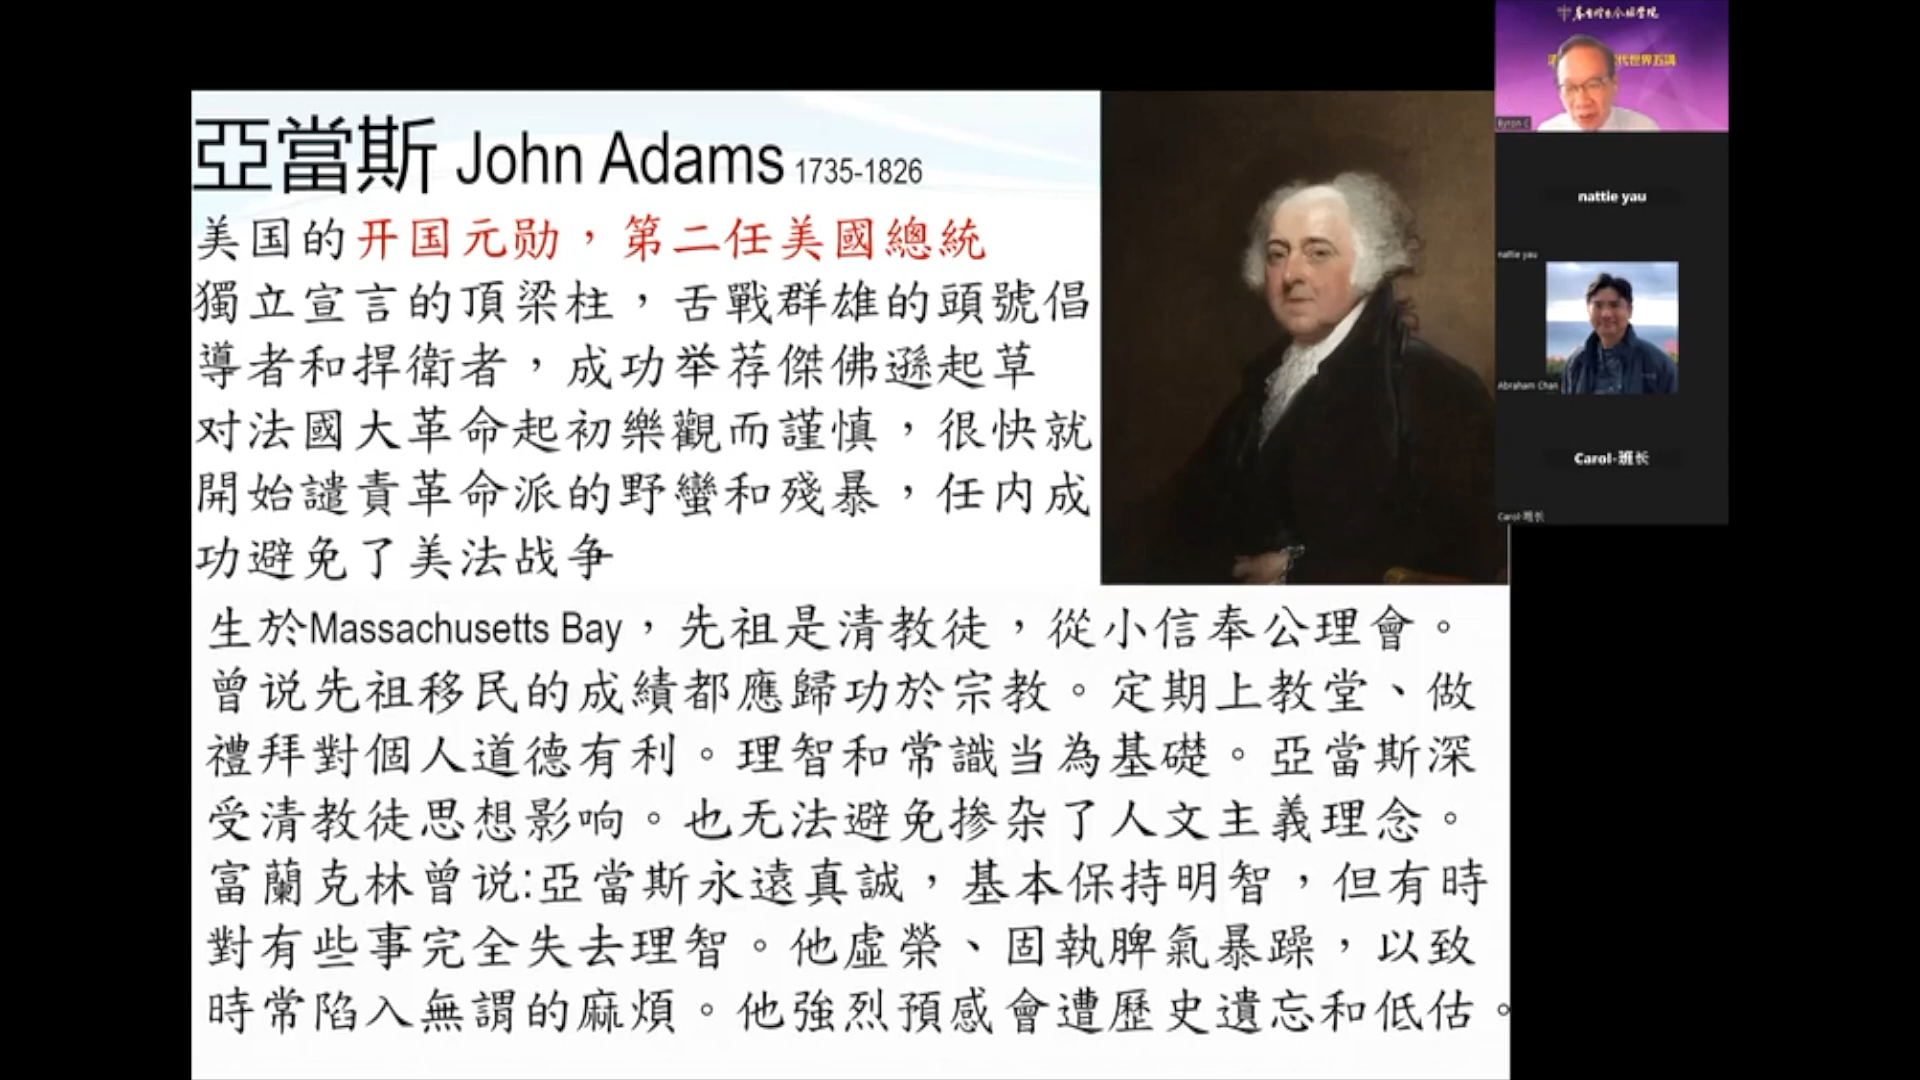 亞當斯 John Adams 1735-1826
美国的开国元勋，第二任美國總統
獨立宣言的頂梁柱，舌戰群雄的頭號倡
導者和捍衛者，成功举荐傑佛遜起草
对法國大革命起初樂觀而謹慎，很快就
開始譴責革命派的野蠻和殘暴，任内成
功避免了美法战争
生於Massachusetts Bay，先祖是清教徒，從小信奉公理會。
曾说先祖移民的成績都應歸功於宗教。定期上教堂、做
禮拜對個人道德有利。理智和常識当為基礎。亞當斯深
受清教徒思想影响。也无法避免掺杂了人文主義理念。
富蘭克林曾说:亞當斯永遠真誠，基本保持明智，但有時
對有些事完全失去理智。他虛榮、固執脾氣暴躁，以致
時常陷入無謂的麻煩。他強烈預感會遭歷史遺忘和低估。
代世界五講
Byron C
nattie yau
nattie yau
Abraham Chan
Carol-班长
Carol-班长